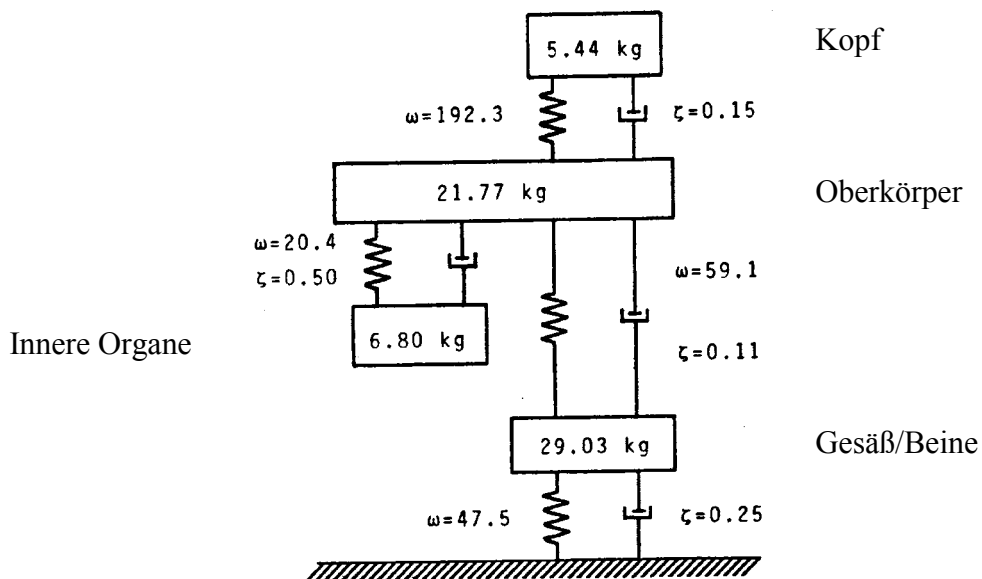 5.44 kg
Kopf
ω=192.3
ζ=0.15
21.77 kg
Oberkörper
ω=20.4
ζ=0.50
ω=59.1
Innere Organe
6.80 kg
ζ=0.11
29.03 kg
Gesäß/Beine
ω=47.5
ζ=0.25